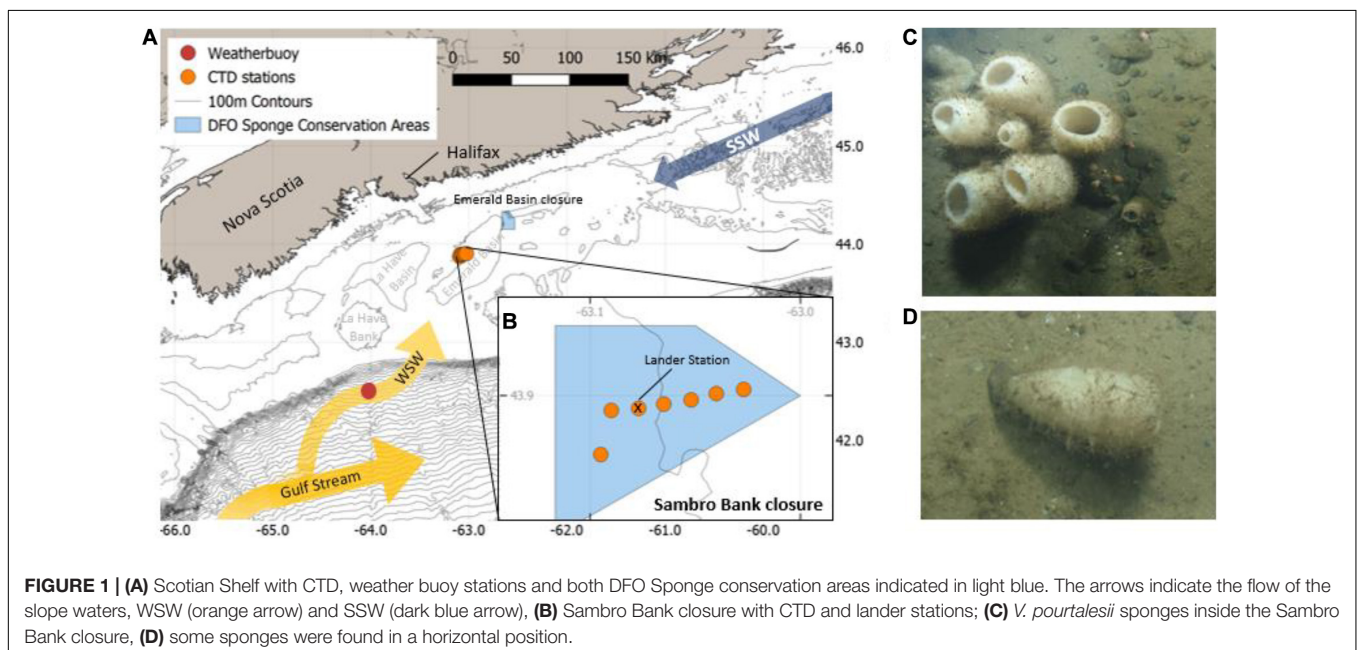 A
Weatherbuoy
CTD stations
100m Contours
DFO Sponge Conservation Areas
0 50 100 150 km
46.0
45.0
44.0
43.0
42.0
SSW
Halifax
Nova Scotia
Emerald Basin closure
La Have
Basin
Emerald Basin
La Have
Bank
WSW
Gulf Stream
-66.0 -65.0 -64.0 -63.0 -62.0 -61.0 -60.0
B
-63.1 -63.0
Lander Station
43.9
X
Sambro Bank closure
C
D
FIGURE 1 | (A) Scotian Shelf with CTD, weather buoy stations and both DFO Sponge conservation areas indicated in light blue. The arrows indicate the flow of the
slope waters, WSW (orange arrow) and SSW (dark blue arrow), (B) Sambro Bank closure with CTD and lander stations; (C) V. pourtalesii sponges inside the Sambro
Bank closure, (D) some sponges were found in a horizontal position.